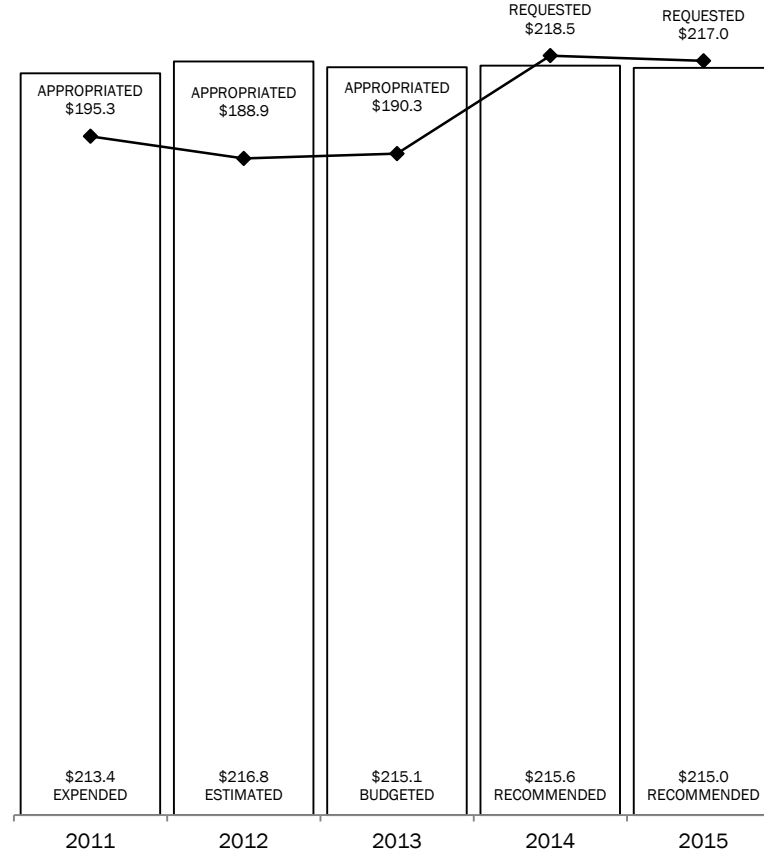 REQUESTED
$218.5
REQUESTED
$217.0
APPROPRIATED
$195.3
APPROPRIATED
$188.9
APPROPRIATED
$190.3
$213.4
EXPENDED
$216.8
ESTIMATED
$215.1
BUDGETED
$215.6
RECOMMENDED
$215.0
RECOMMENDED
2011
2012
2013
2014
2015